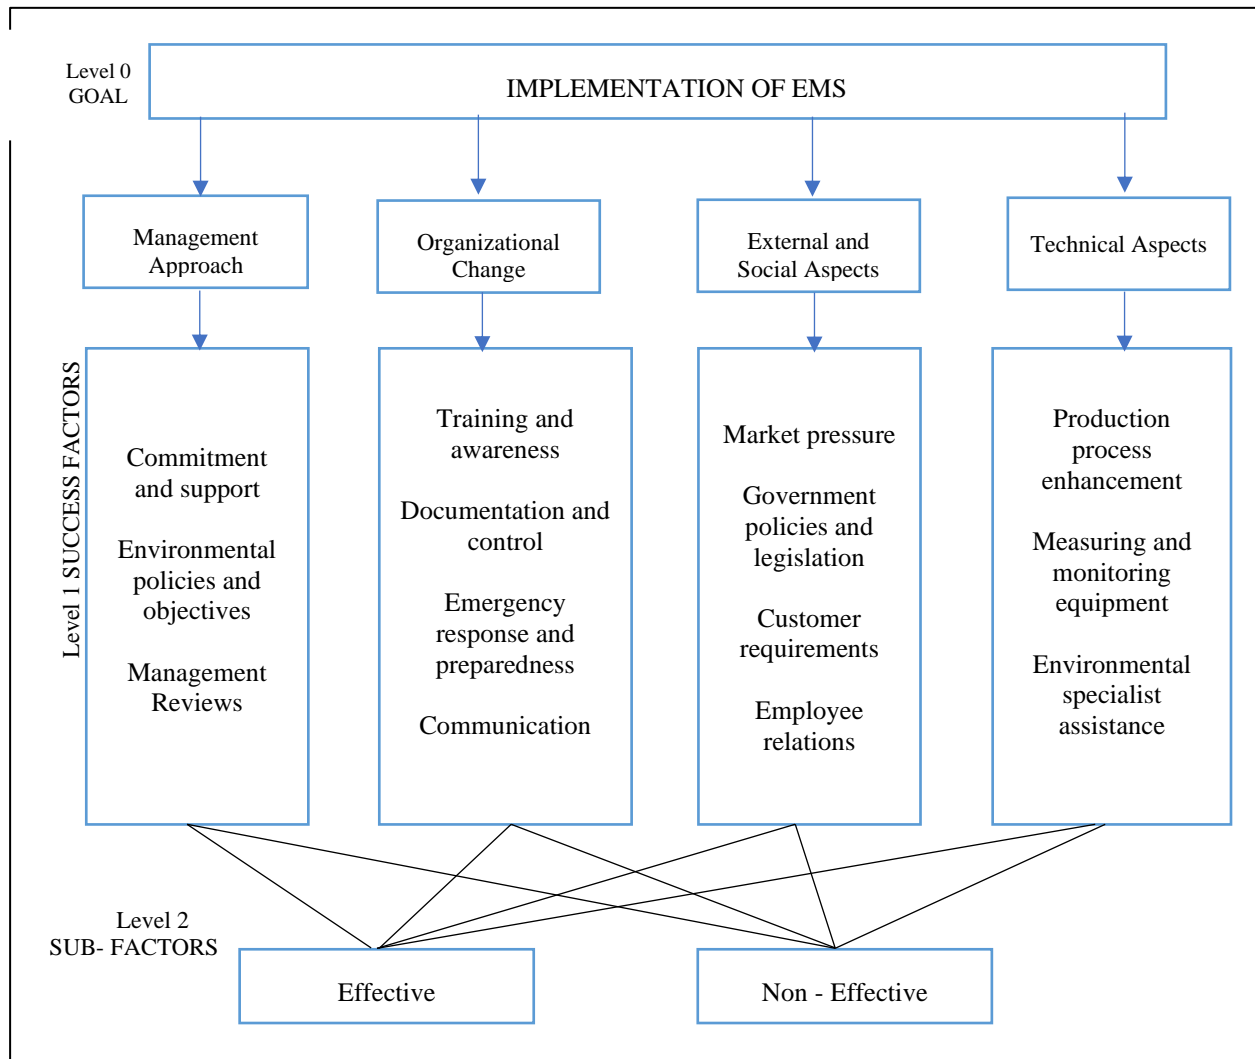 Level 0
GOAL
IMPLEMENTATION OF EMS
Management
Approach
Organizational
Change
External and
Social Aspects
Technical Aspects
Level 1 SUCCESS FACTORS
Commitment
and support
Environmental
policies and
objectives
Management
Reviews
Training and
awareness
Documentation and
control
Emergency
response and
preparedness
Communication
Market pressure
Government
policies and
legislation
Customer
requirements
Employee
relations
Production
process
enhancement
Measuring and
monitoring
equipment
Environmental
specialist
assistance
Level 2
SUB- FACTORS
Effective
Non - Effective